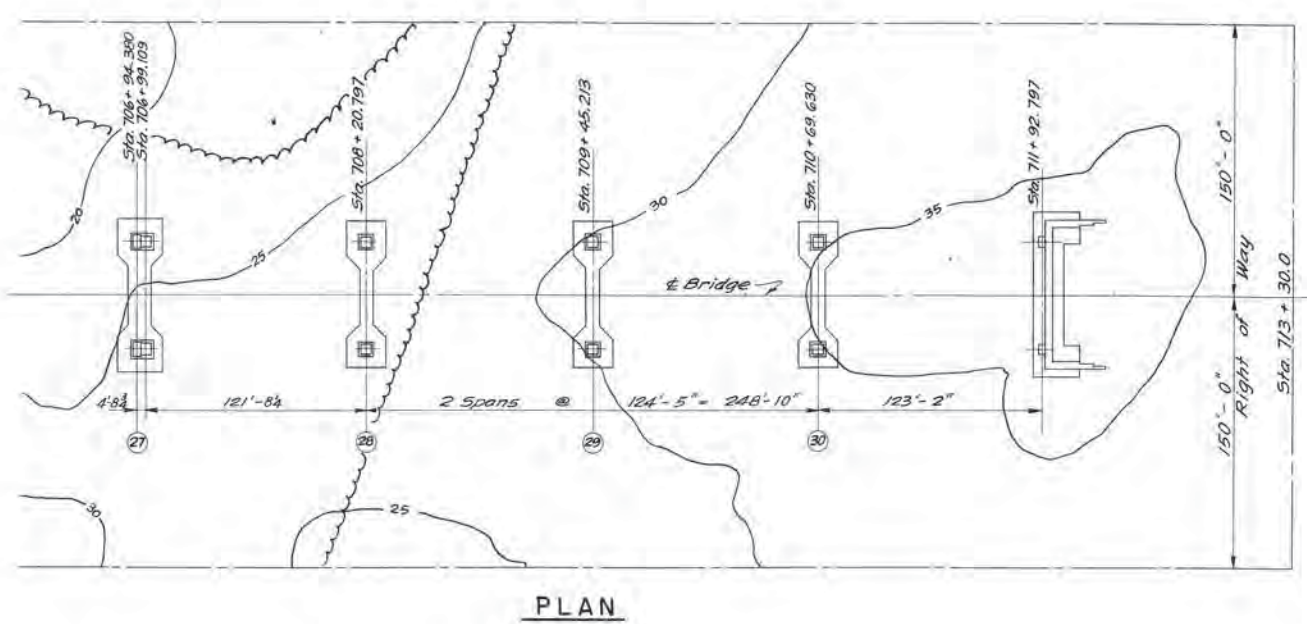 Sta. 706 + 94.380
Sta. 706 + 99.109
Sta. 708 + 20.797
Sta. 709 + 45.213
Sta. 710 + 69.630
Sta. 711 + 92.797
150'-0"
20
25
30
35
℄ Bridge
Right of Way
Sta. 713 + 30.0
4'-8¾
121'-8¼
2 Spans @ 124'-5" = 248'-10"
123'-2"
150'-0"
27
28
29
30
30
25
PLAN